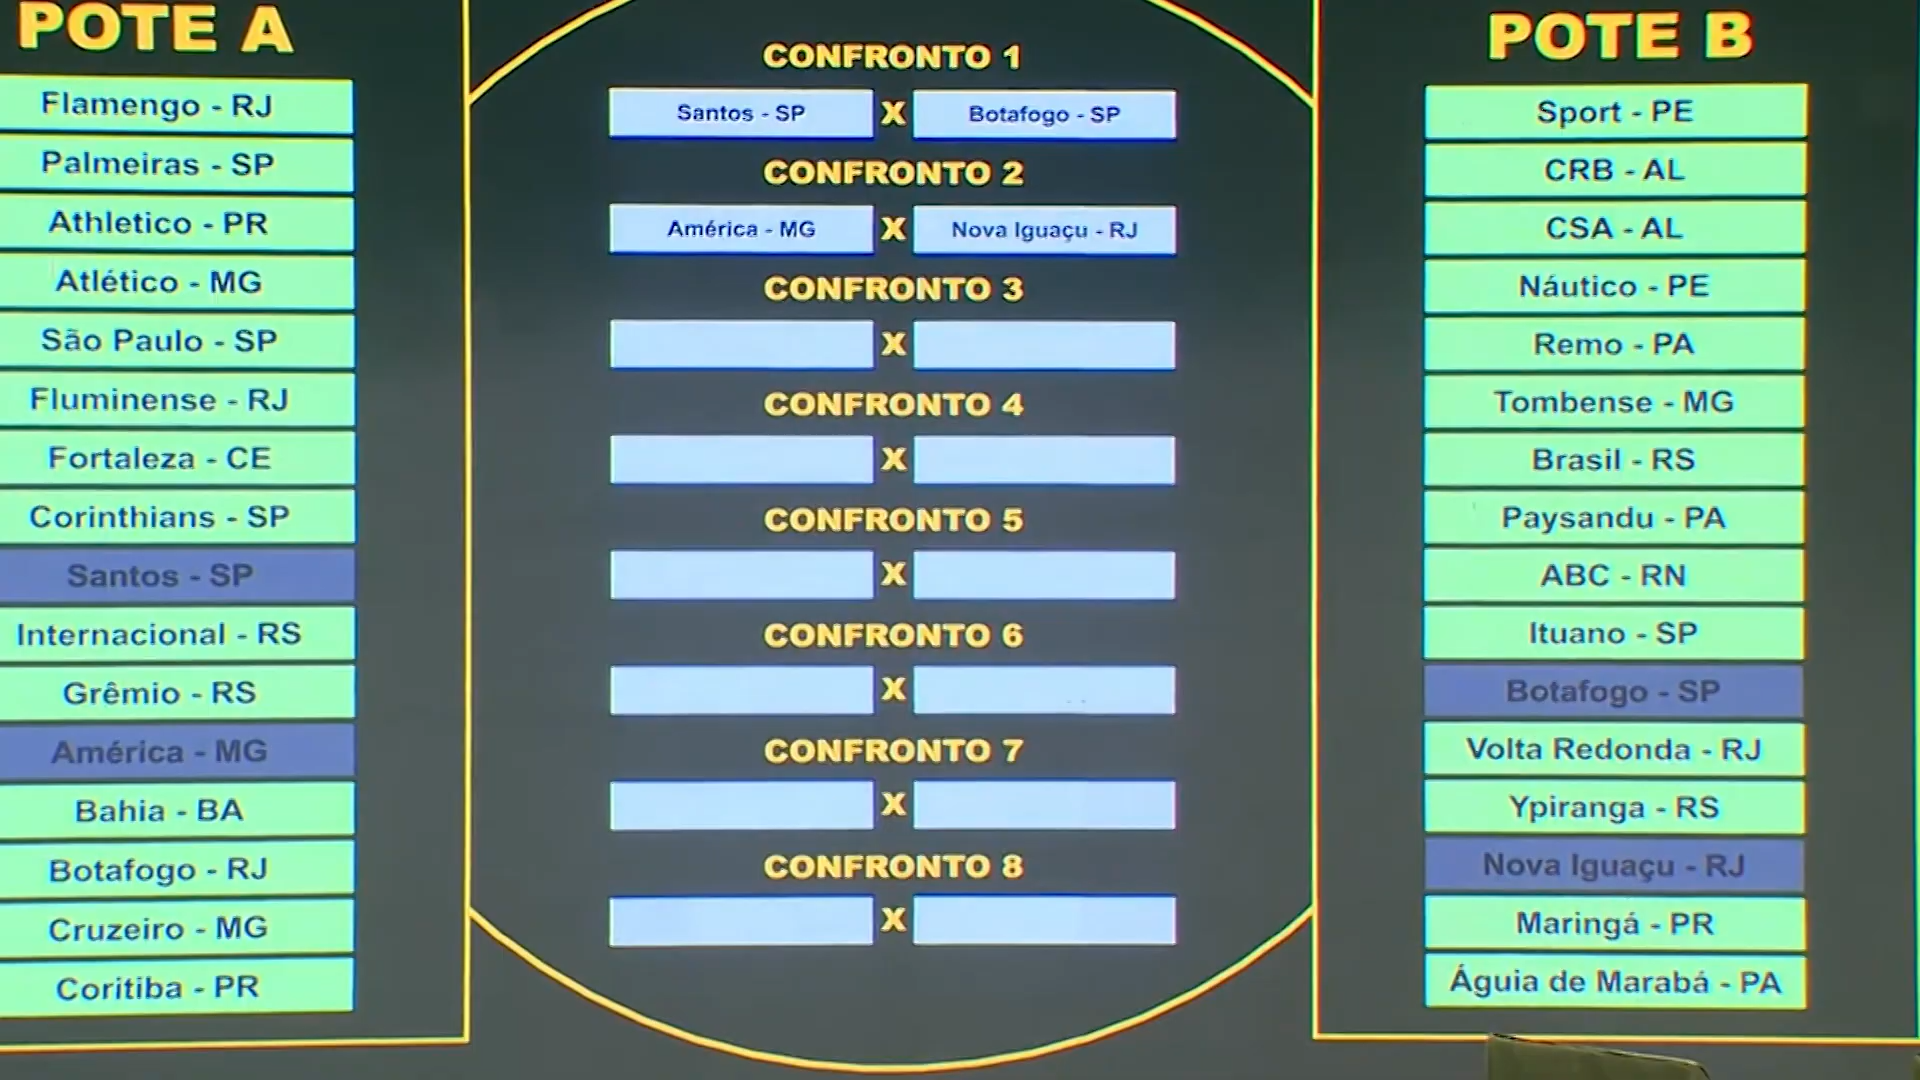 POTE A
Flamengo - RJ
Palmeiras - SP
Athletico - PR
Atlético - MG
São Paulo - SP
Fluminense - RJ
Fortaleza - CE
Corinthians - SP
Santos - SP
Internacional - RS
Grêmio - RS
América - MG
Bahia - BA
Botafogo - RJ
Cruzeiro - MG
Coritiba - PR
CONFRONTO 1
Santos - SP X Botafogo - SP
CONFRONTO 2
América - MG X Nova Iguaçu - RJ
CONFRONTO 3
X
CONFRONTO 4
X
CONFRONTO 5
X
CONFRONTO 6
X
CONFRONTO 7
X
CONFRONTO 8
X
POTE B
Sport - PE
CRB - AL
CSA - AL
Náutico - PE
Remo - PA
Tombense - MG
Brasil - RS
Paysandu - PA
ABC - RN
Ituano - SP
Botafogo - SP
Volta Redonda - RJ
Ypiranga - RS
Nova Iguaçu - RJ
Maringá - PR
Águia de Marabá - PA